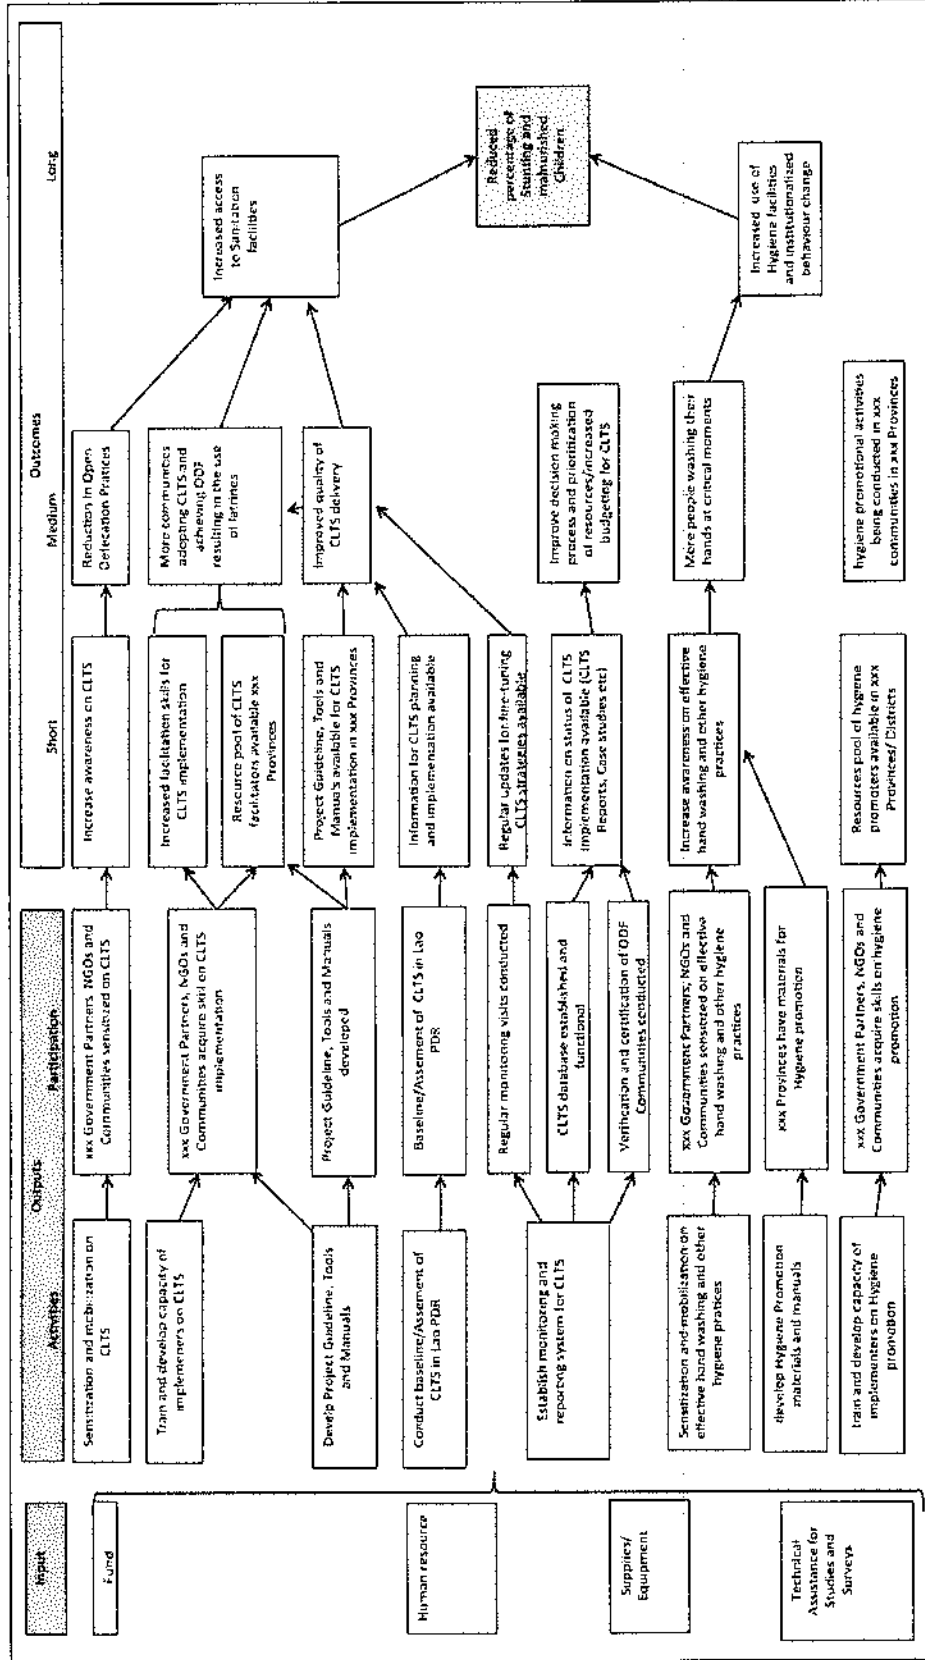 Input
Outputs
Outcomes
Activities
Participation
Short
Medium
Long
Fund
Human resource
Supplies/
Equipment
Technical
Assistance for
Studies and
Surveys
Sensitization and mobilization on
CLTS
Train and develop capacity of
implemeners on CLTS
Develp Project Guideline, Tools
and Manuals
Conduct baseline/Assement of
CLTS in Lao PDR
Establish monitoring and
reporting system for CLTS
Sensitization and mobilization on
effective hand washing and other
hygiene pratices
develop Hygiene Promotion
materials and manuals
train and develop capacity of
implementers on Hygiene
promotion
xxx Government Partners, NGOs and
Communities sensitized on CLTS
xxx Government Partners, NGOs and
Communities acquire skill on CLTS
implementation
Project Guideline, Tools and Manuals
developed
Baseline/Assement of CLTS in Lao
PDR
Regular monitoring visits conducted
CLTS database established and
functional
Verification and certification of ODF
Communities conducted
xxx Government Partners, NGOs and
Communities sensitized on effective
hand washing and other hygiene
practices
xxx Provinces have materials for
Hygiene promotion
xxx Government Partners, NGOs and
Communities acquire skills on hygiene
promotion
Increase awareness on CLTS
Increased facilitation skills for
CLTS implementation
Resource pool of CLTS
facilitators available xxx
Provinces
Project Guideline, Tools and
Manuals available for CLTS
implementation in xxx Provinces
Information for CLTS planning
and implementation available
Regular updates for fine-tuning
CLTS strategies available
Information on status of CLTS
implementation available (CLTS
Reports, Case studies etc)
Increase awareness on effective
hand washing and other hygiene
practices
Resources pool of hygiene
promoters available in xxx
Provinces/ Districts
Reduction in Open
Defecation Pratices
More communities
adopting CLTS and
achieving ODF
resulting in the use
of latrines
Improved quality of
CLTS delivery
Improve decision making
process and prioritization
of resources/increased
budgeting for CLTS
More people washing their
hands at critical moments
hygiene promotional activities
being conducted in xxx
communities in xxx Provinces
Increased access
to Sanitation
facilities
Reduced
percentage of
Stunting and
malnurished
Children
Increased use of
Hygiene facilities
and institutionalized
behaviour change